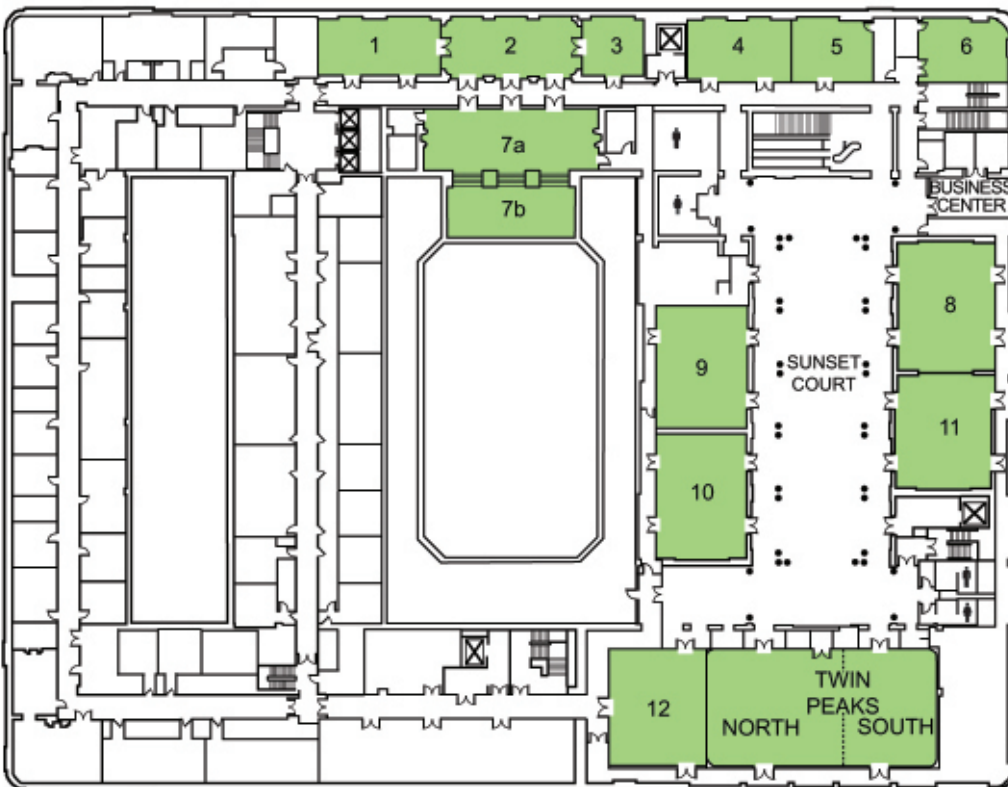 1
2
3
4
5
6
7a
7b
BUSINESS
CENTER
8
9
SUNSET
COURT
11
10
12
TWIN
PEAKS
NORTH
SOUTH